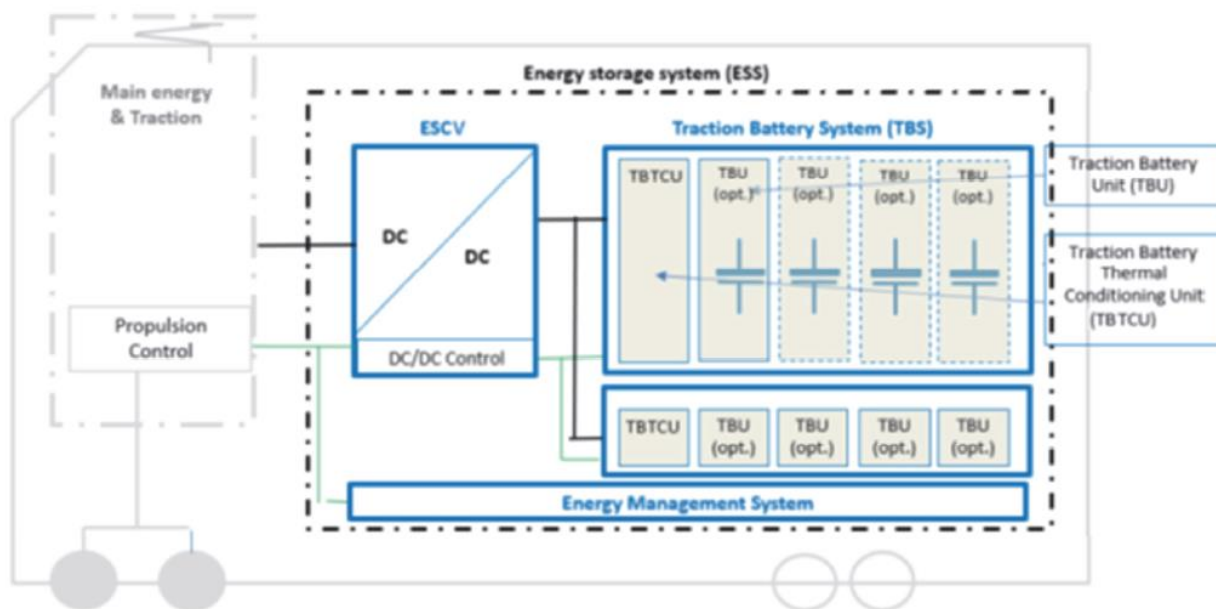 Energy storage system (ESS)
Main energy
& Traction
ESCV
Traction Battery System (TBS)
DC
DC
DC/DC Control
Propulsion
Control
TBTCU
TBU
(opt.)
TBU
(opt.)
TBU
(opt.)
TBU
(opt.)
Traction Battery
Unit (TBU)
Traction Battery
Thermal
Conditioning Unit
(TBTCU)
TBTCU
TBU
(opt.)
TBU
(opt.)
TBU
(opt.)
TBU
(opt.)
Energy Management System